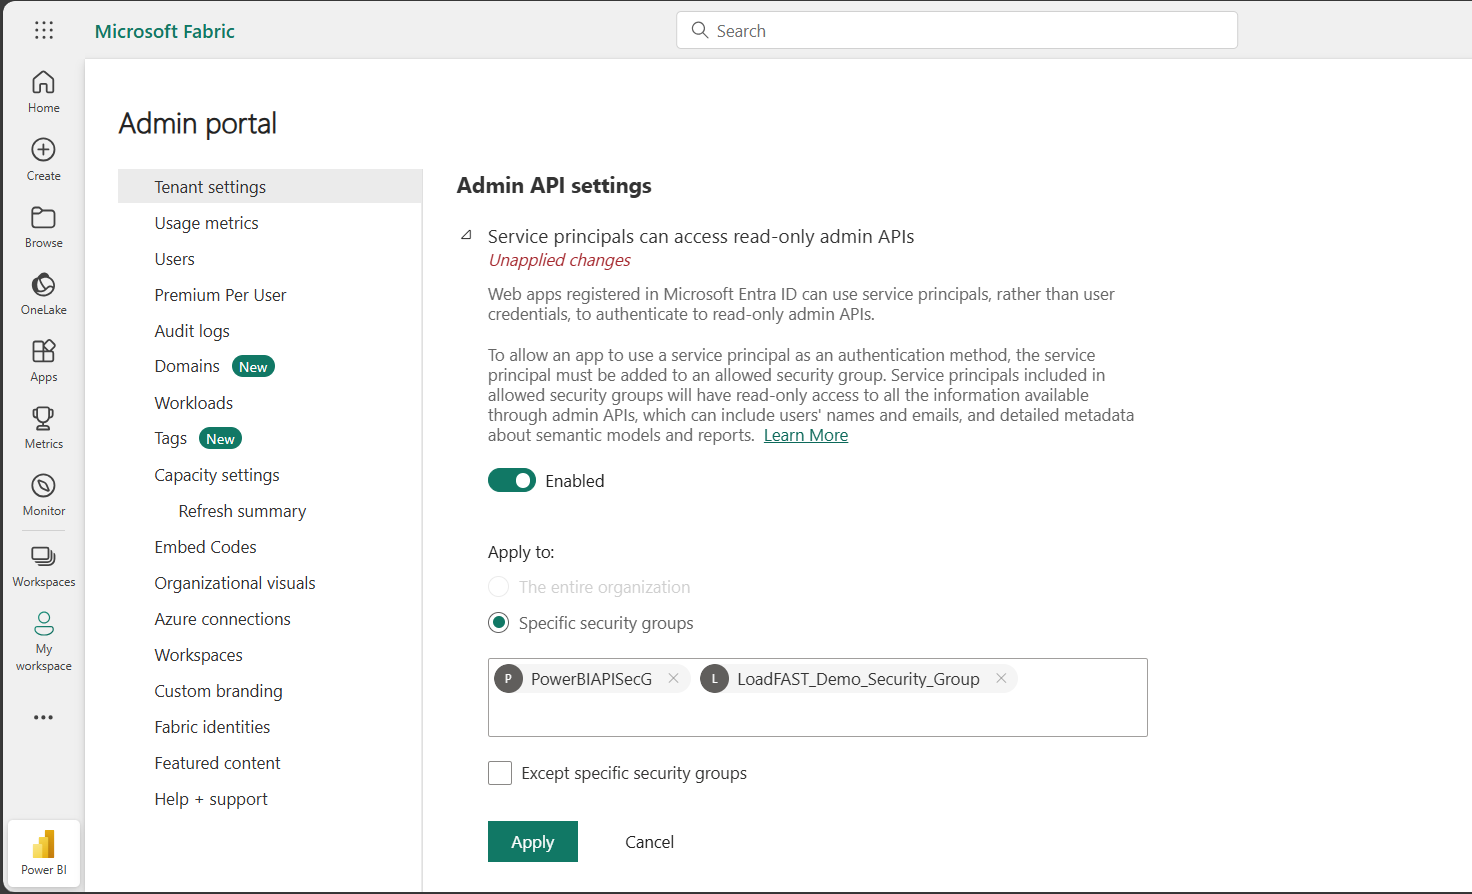 Microsoft Fabric
Search
Home
Create
Browse
OneLake
Apps
Metrics
Monitor
Workspaces
My
workspace
Power BI
Admin portal
Tenant settings
Usage metrics
Users
Premium Per User
Audit logs
Domains New
Workloads
Tags New
Capacity settings
Refresh summary
Embed Codes
Organizational visuals
Azure connections
Workspaces
Custom branding
Fabric identities
Featured content
Help + support
Admin API settings
Service principals can access read-only admin APIs
Unapplied changes
Web apps registered in Microsoft Entra ID can use service principals, rather than user
credentials, to authenticate to read-only admin APIs.
To allow an app to use a service principal as an authentication method, the service
principal must be added to an allowed security group. Service principals included in
allowed security groups will have read-only access to all the information available
through admin APIs, which can include users' names and emails, and detailed metadata
about semantic models and reports. Learn More
Enabled
Apply to:
The entire organization
Specific security groups
P PowerBIAPISecG L LoadFAST_Demo_Security_Group
Except specific security groups
Apply Cancel